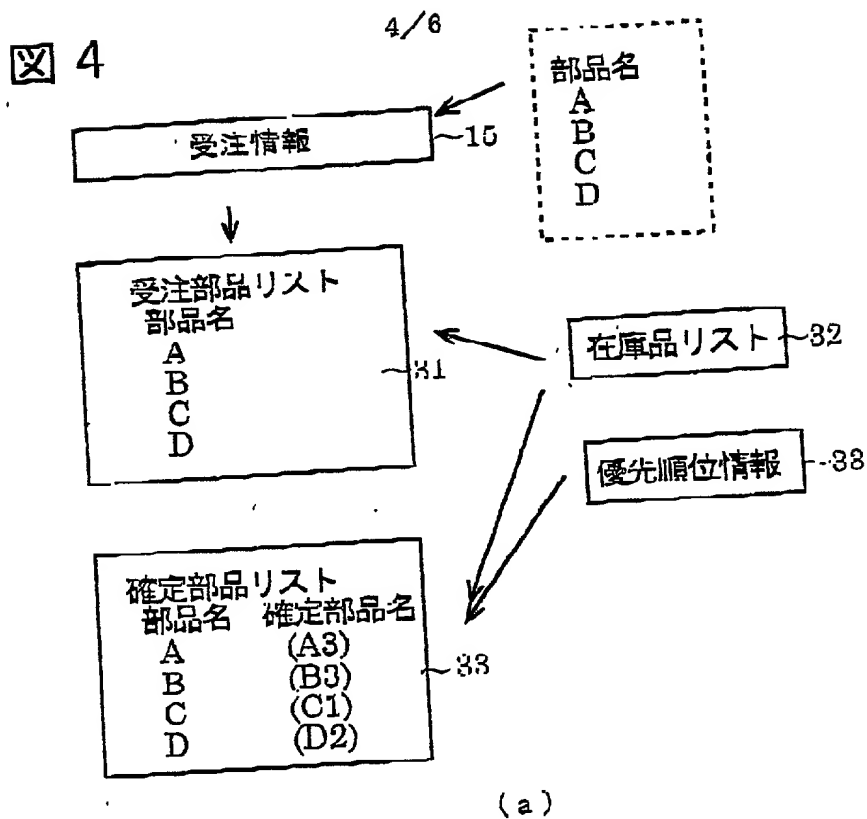 4/6
図 4
部品名
A
B
C
D
受注情報
15
受注部品リスト
部品名
A
B
C
D
31
在庫品リスト
32
優先順位情報
33
確定部品リスト
部品名 確定部品名
A (A3)
B (B3)
C (C1)
D (D2)
33
(a)